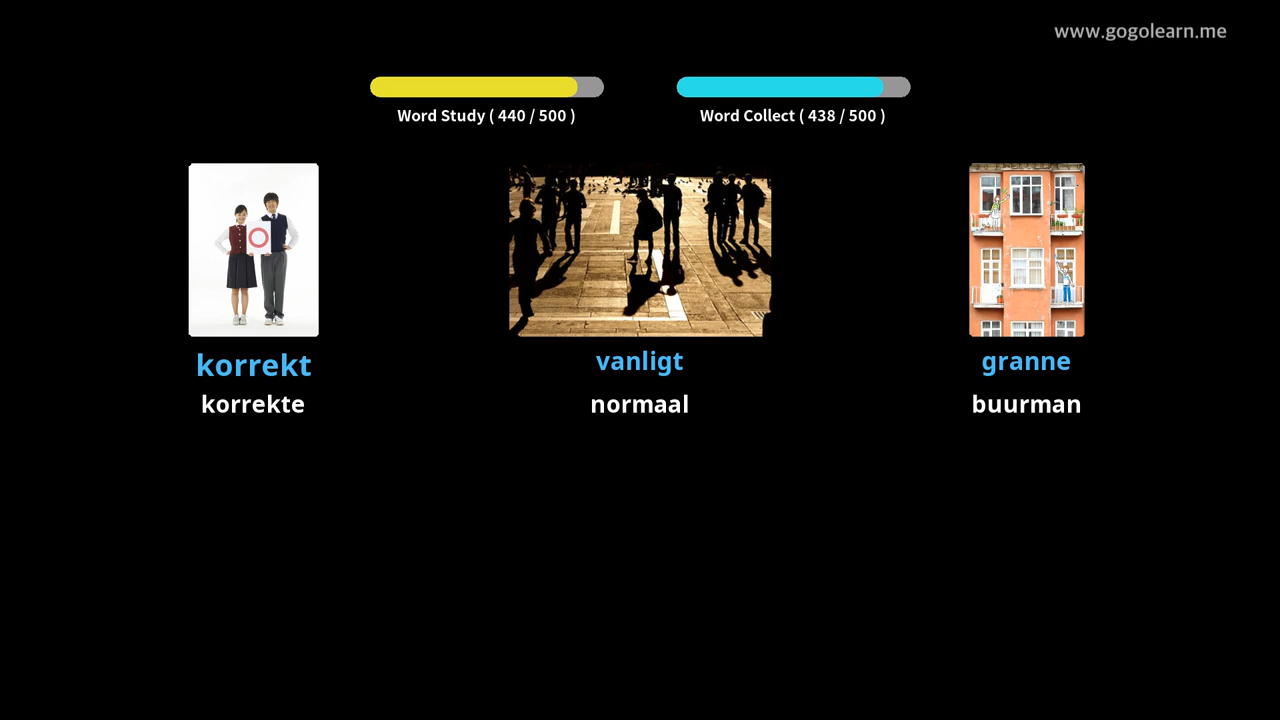 www.gogolearn.me
Word Study ( 440 / 500 )
Word Collect ( 438 / 500 )
korrekt
vanligt
granne
korrekte
normaal
buurman